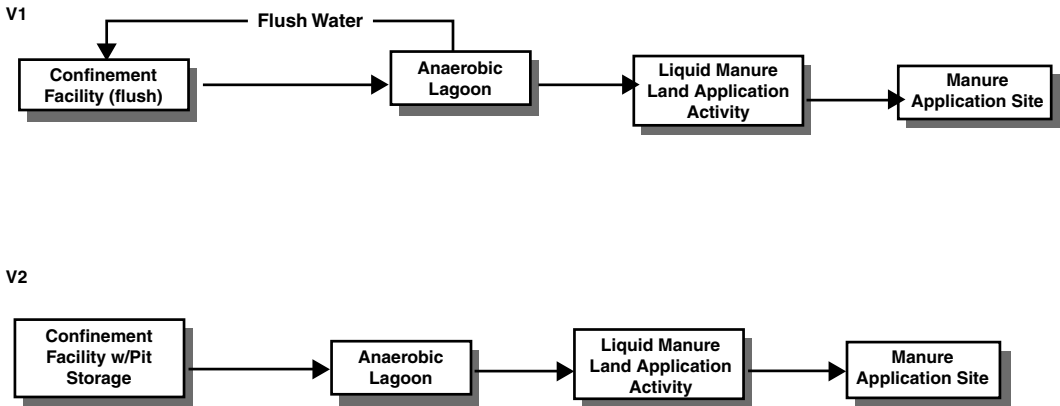 V1
Flush Water
Confinement
Facility (flush)
Anaerobic
Lagoon
Liquid Manure
Land Application
Activity
Manure
Application Site
V2
Confinement
Facility w/Pit
Storage
Anaerobic
Lagoon
Liquid Manure
Land Application
Activity
Manure
Application Site